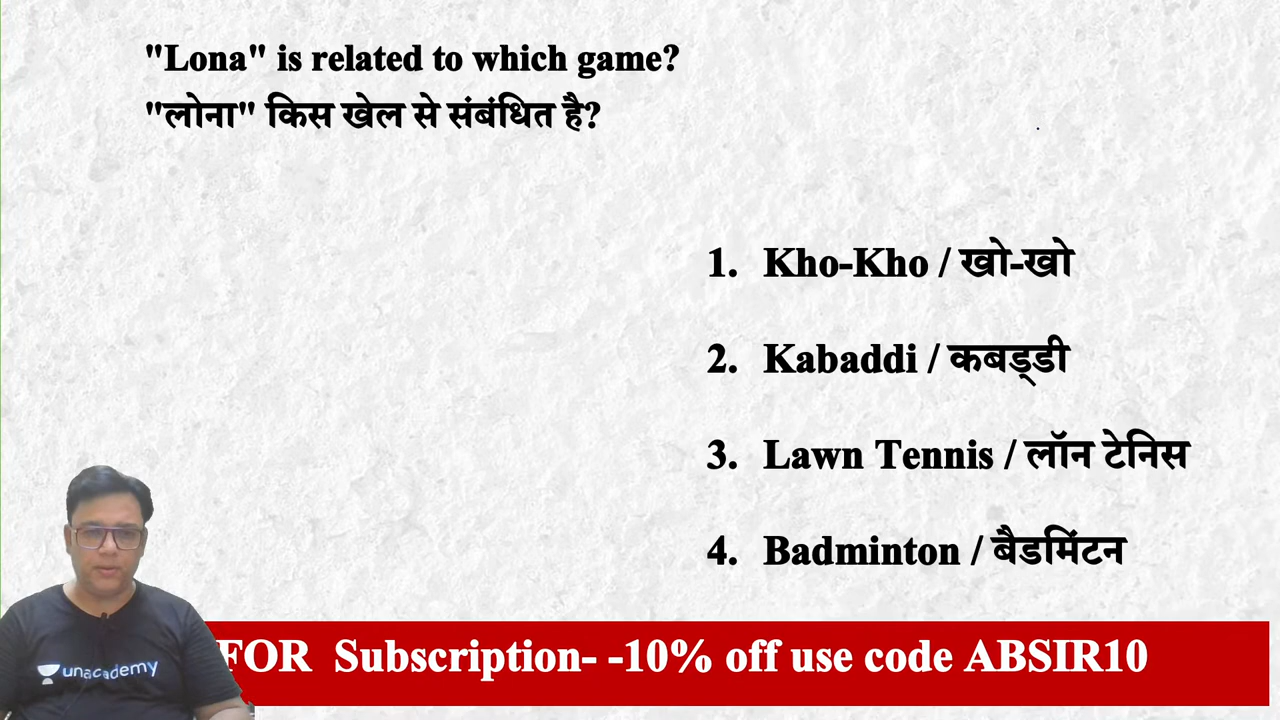 "Lona" is related to which game?
"लोना" किस खेल से संबंधित है?
1. Kho-Kho / खो-खो
2. Kabaddi / कबड्डी
3. Lawn Tennis / लॉन टेनिस
4. Badminton / बैडमिंटन
unacademy
FOR Subscription- -10% off use code ABSIR10